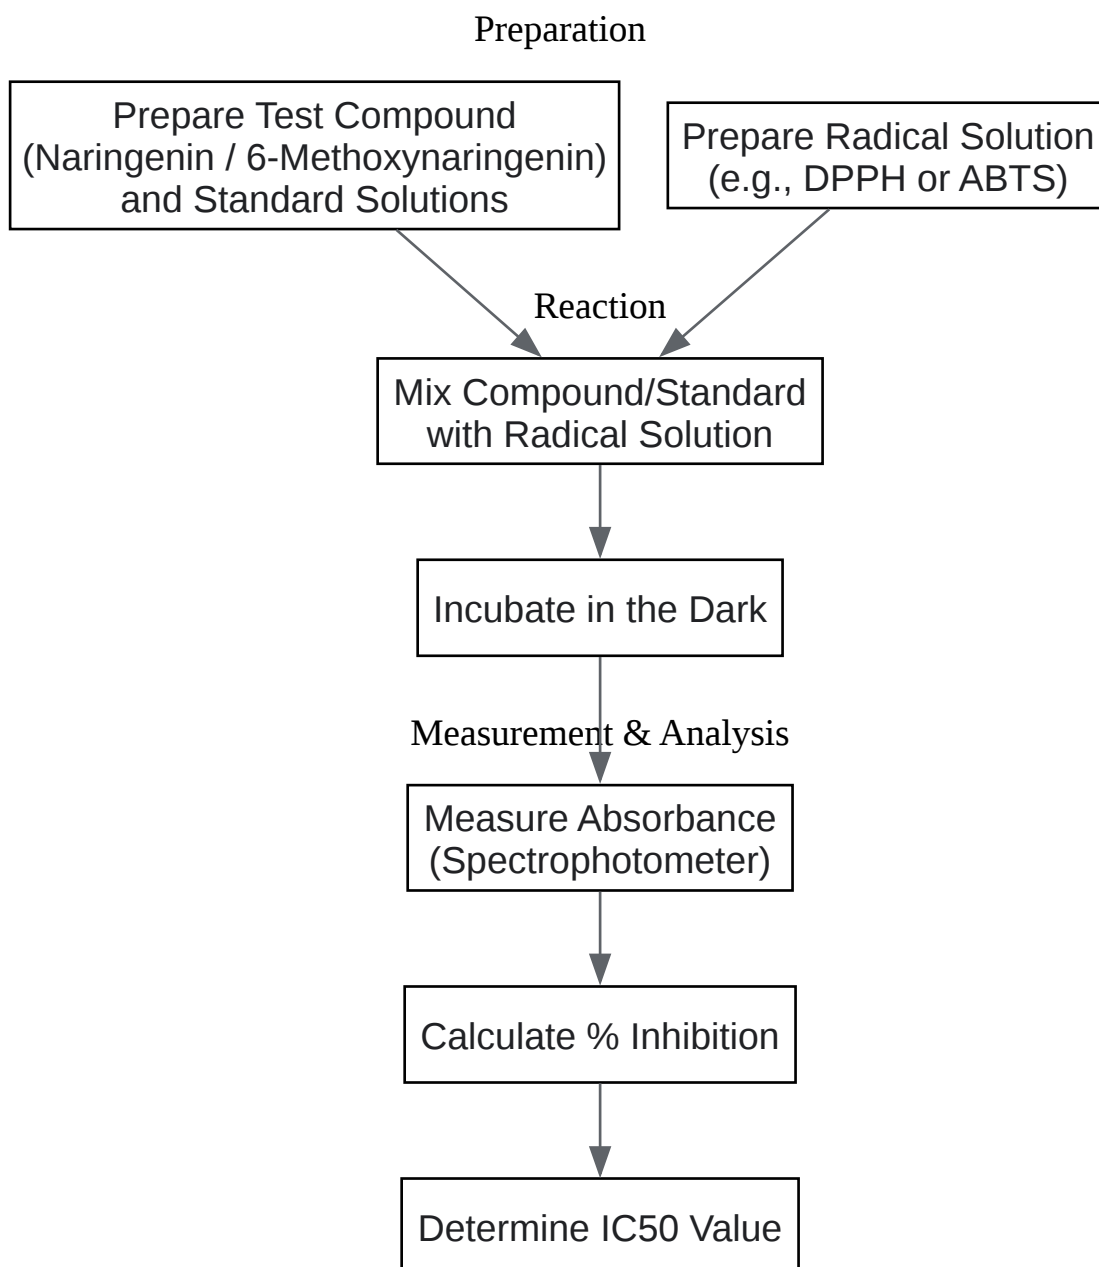 Preparation
Prepare Test Compound
(Naringenin / 6-Methoxynaringenin)
and Standard Solutions
Prepare Radical Solution
(e.g., DPPH or ABTS)
Reaction
Mix Compound/Standard
with Radical Solution
Incubate in the Dark
Measurement & Analysis
Measure Absorbance
(Spectrophotometer)
Calculate % Inhibition
Determine IC50 Value